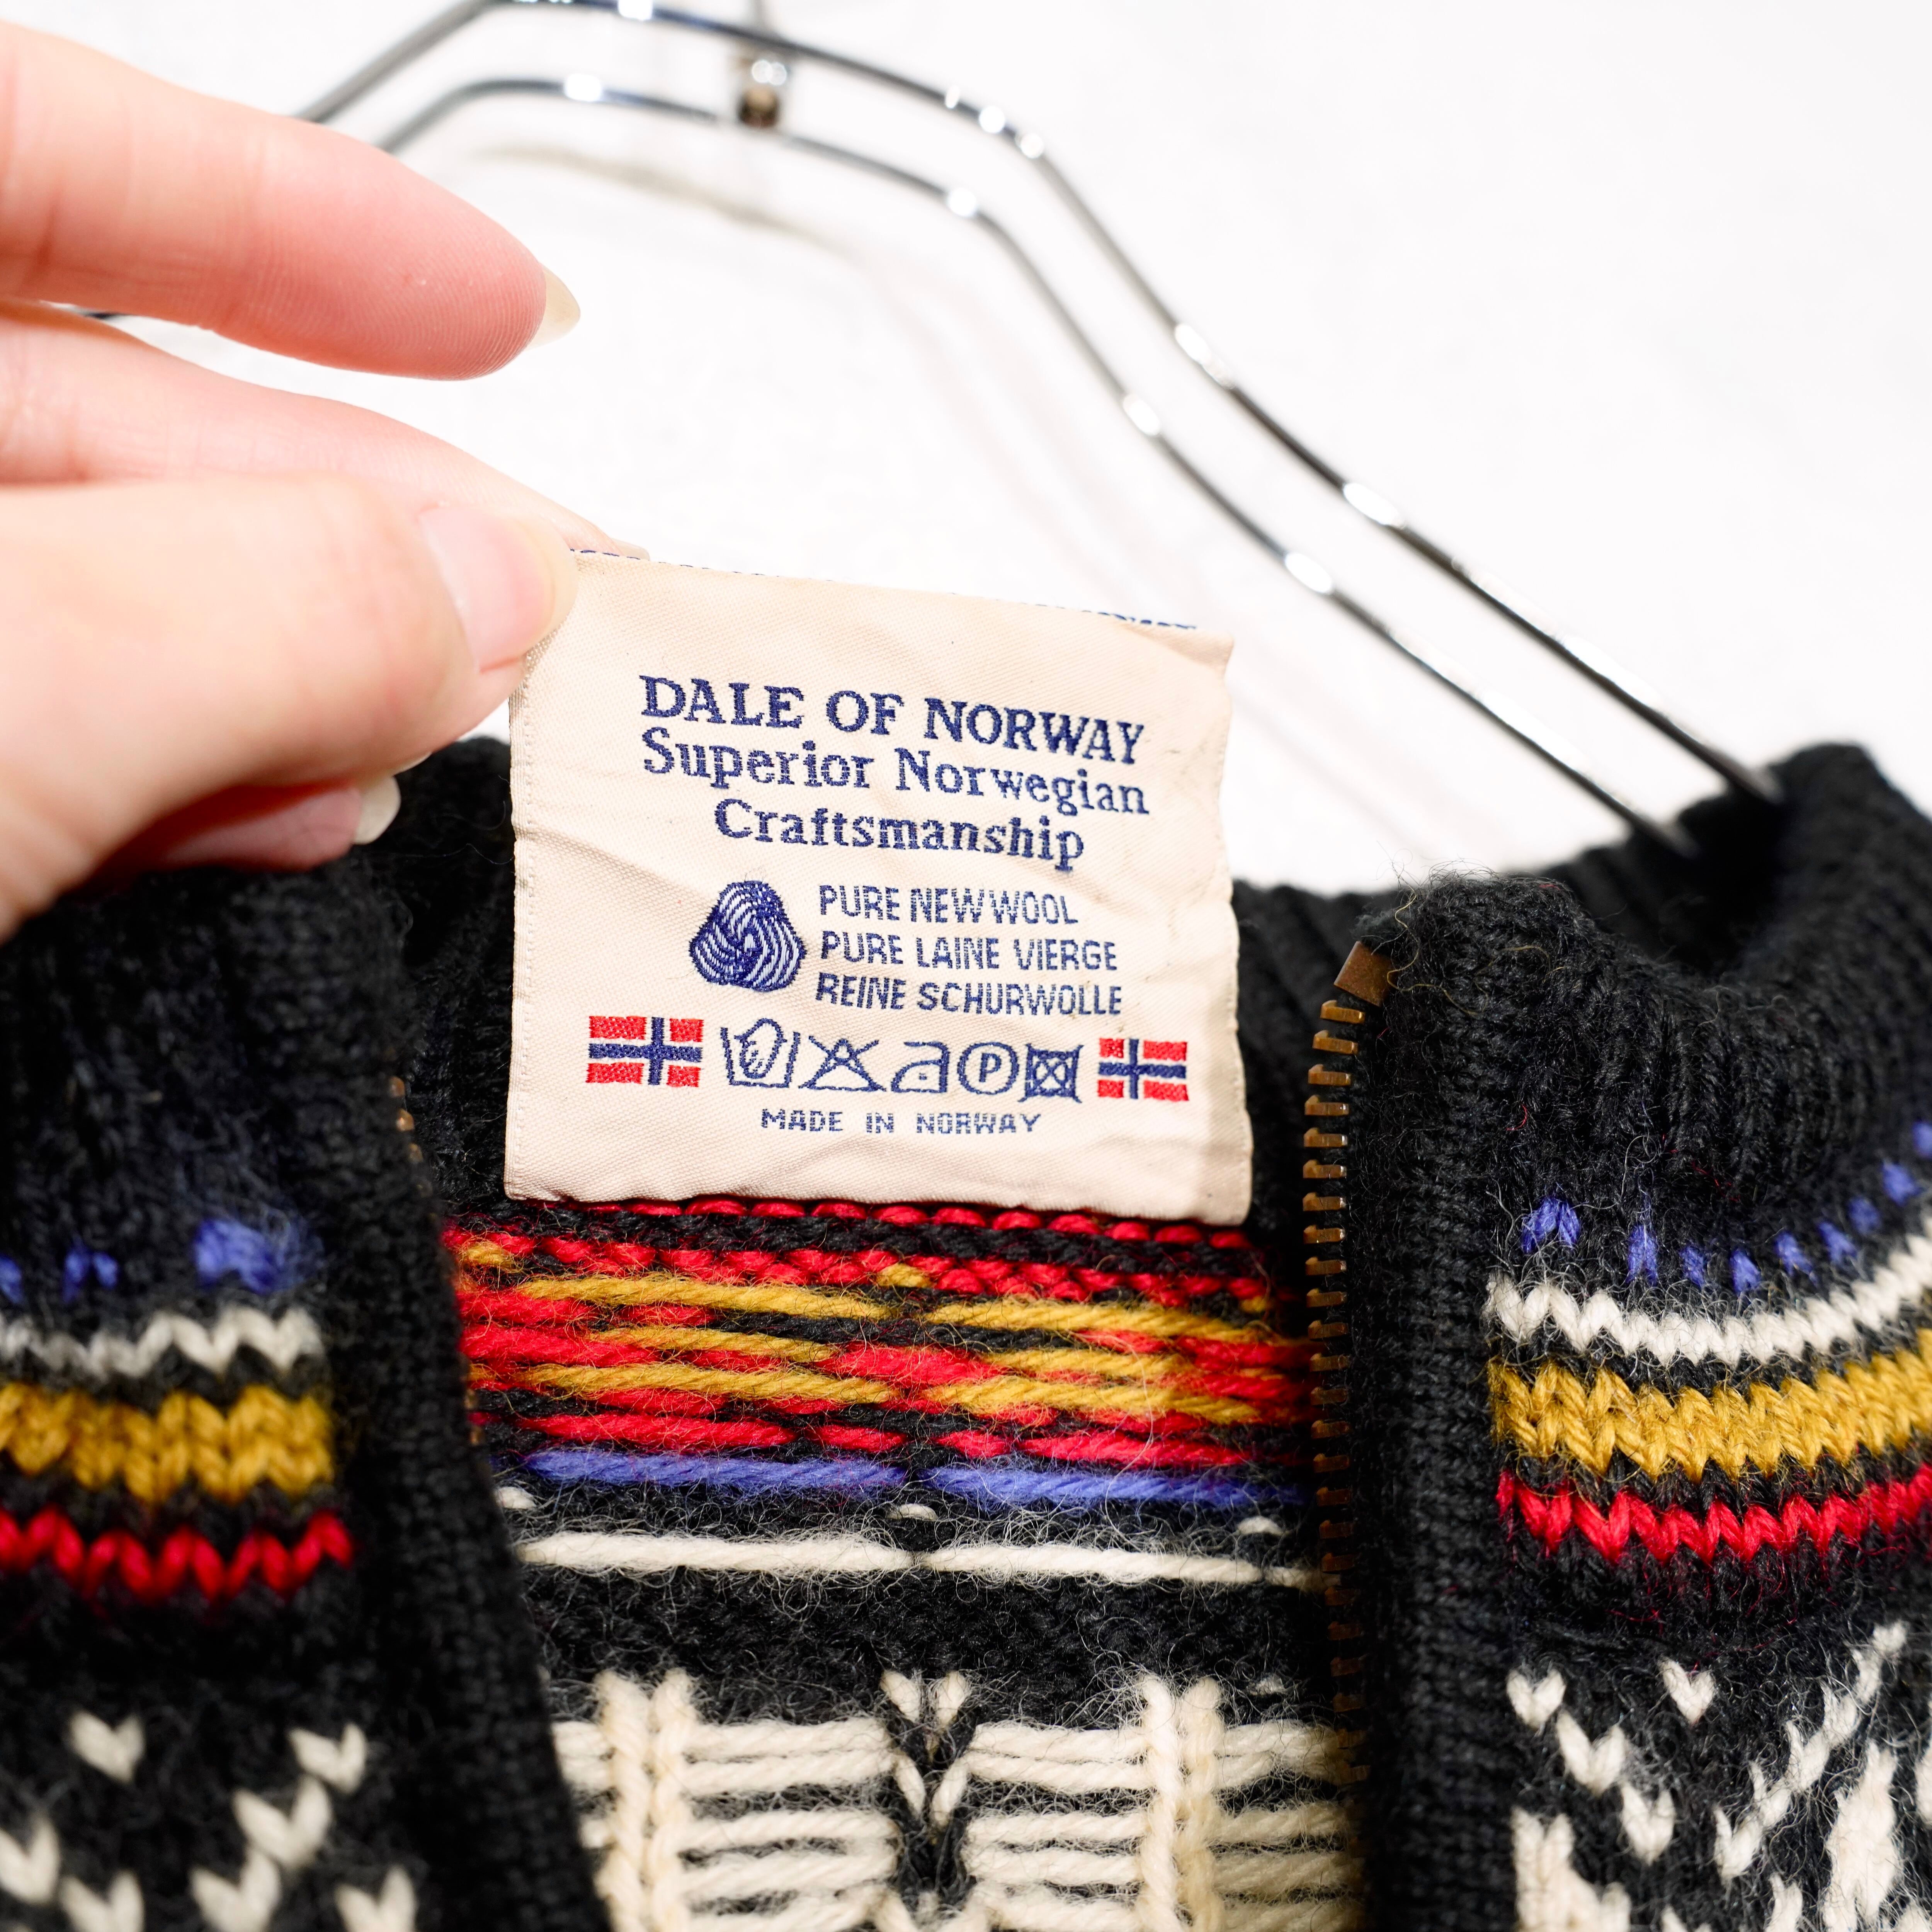 DALE OF NORWAY
Superior Norwegian
Craftsmanship
PURE NEW WOOL
PURE LAINE VIERGE
REINE SCHURWOLLE
P
MADE IN NORWAY